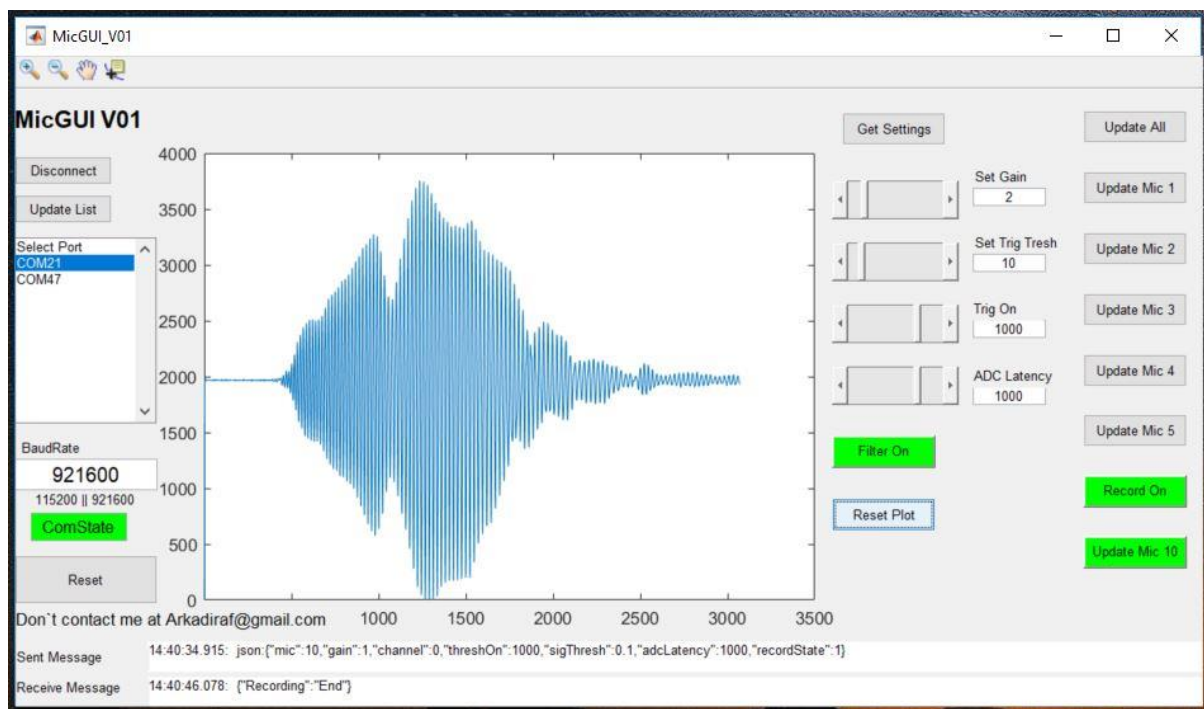 MicGUI_V01
MicGUI V01
Disconnect
Update List
Select Port
COM21
COM47
BaudRate
921600
115200 || 921600
ComState
Reset
Don`t contact me at Arkadiraf@gmail.com
4000
3500
3000
2500
2000
1500
1000
500
0
1000
1500
2000
2500
3000
3500
Get Settings
Set Gain
2
Set Trig Tresh
10
Trig On
1000
ADC Latency
1000
Filter On
Reset Plot
Update All
Update Mic 1
Update Mic 2
Update Mic 3
Update Mic 4
Update Mic 5
Record On
Update Mic 10
Sent Message 14:40:34.915: json:{"mic":10,"gain":1,"channel":0,"threshOn":1000,"sigThresh":0.1,"adcLatency":1000,"recordState":1}
Receive Message 14:40:46.078: {"Recording":"End"}